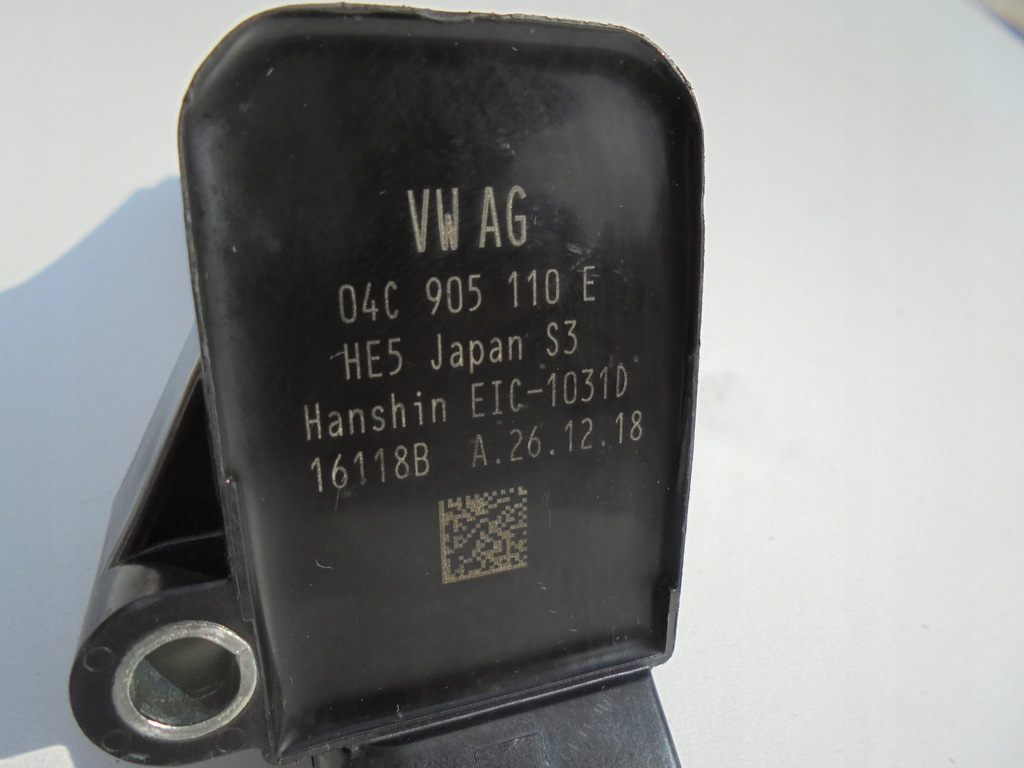 VW AG
04C 905 110 E
HE5 Japan S3
Hanshin EIC-1031D
16118B A.26.12.18